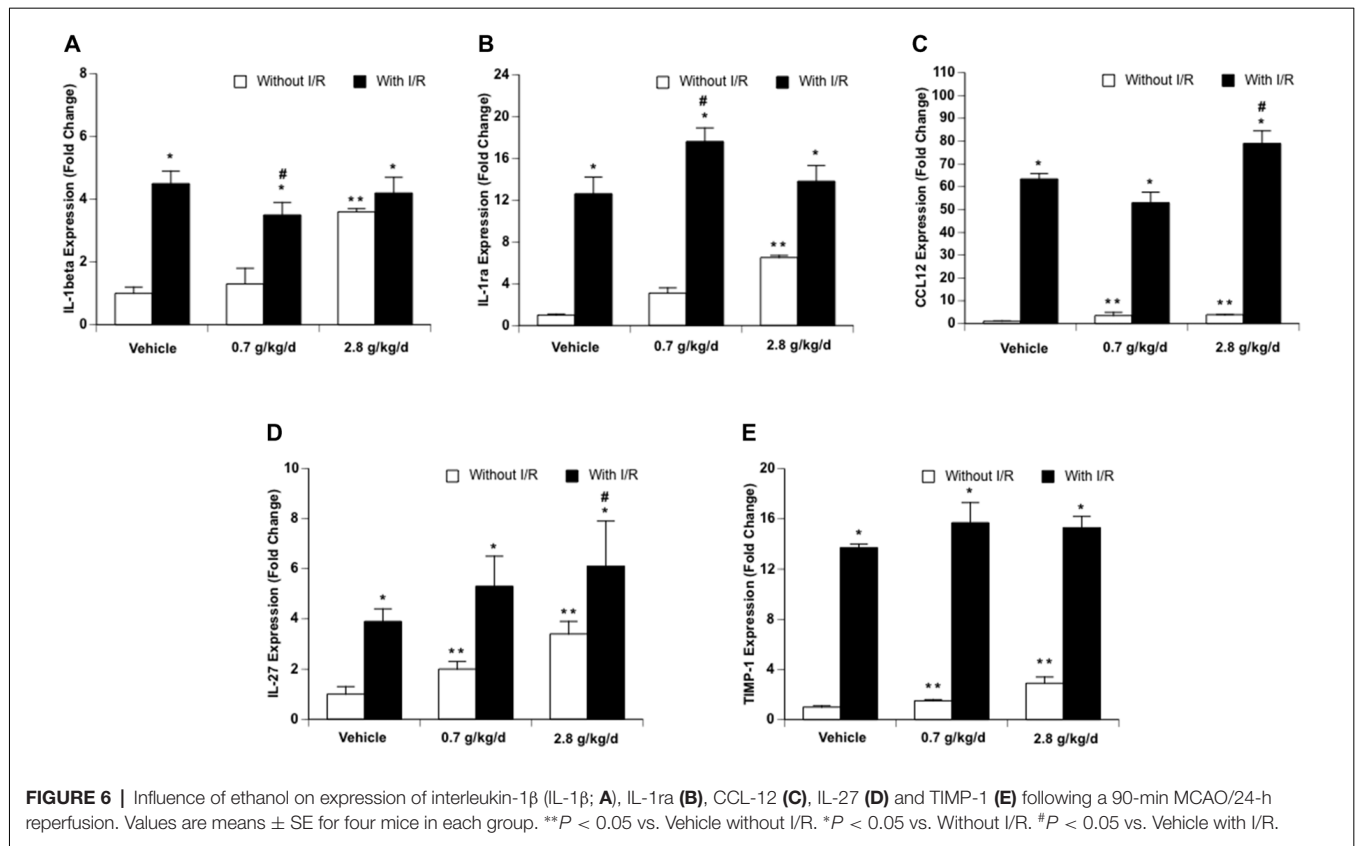 A
IL-1beta Expression (Fold Change)
8
6
4
2
0
Without I/R With I/R
*
#
*
**
*
Vehicle 0.7 g/kg/d 2.8 g/kg/d
B
IL-1ra Expression (Fold Change)
24
20
16
12
8
4
0
Without I/R With I/R
*
#
*
**
*
Vehicle 0.7 g/kg/d 2.8 g/kg/d
C
CCL12 Expression (Fold Change)
110
100
90
80
70
60
50
40
30
20
10
0
Without I/R With I/R
*
**
*
**
#
*
Vehicle 0.7 g/kg/d 2.8 g/kg/d
D
IL-27 Expression (Fold Change)
10
8
6
4
2
0
Without I/R With I/R
*
**
*
**
#
*
Vehicle 0.7 g/kg/d 2.8 g/kg/d
E
TIMP-1 Expression (Fold Change)
20
16
12
8
4
0
Without I/R With I/R
*
**
*
**
*
Vehicle 0.7 g/kg/d 2.8 g/kg/d
FIGURE 6 | Influence of ethanol on expression of interleukin-1β (IL-1β; A), IL-1ra (B), CCL-12 (C), IL-27 (D) and TIMP-1 (E) following a 90-min MCAO/24-h
reperfusion. Values are means ± SE for four mice in each group. **P < 0.05 vs. Vehicle without I/R. *P < 0.05 vs. Without I/R. #P < 0.05 vs. Vehicle with I/R.